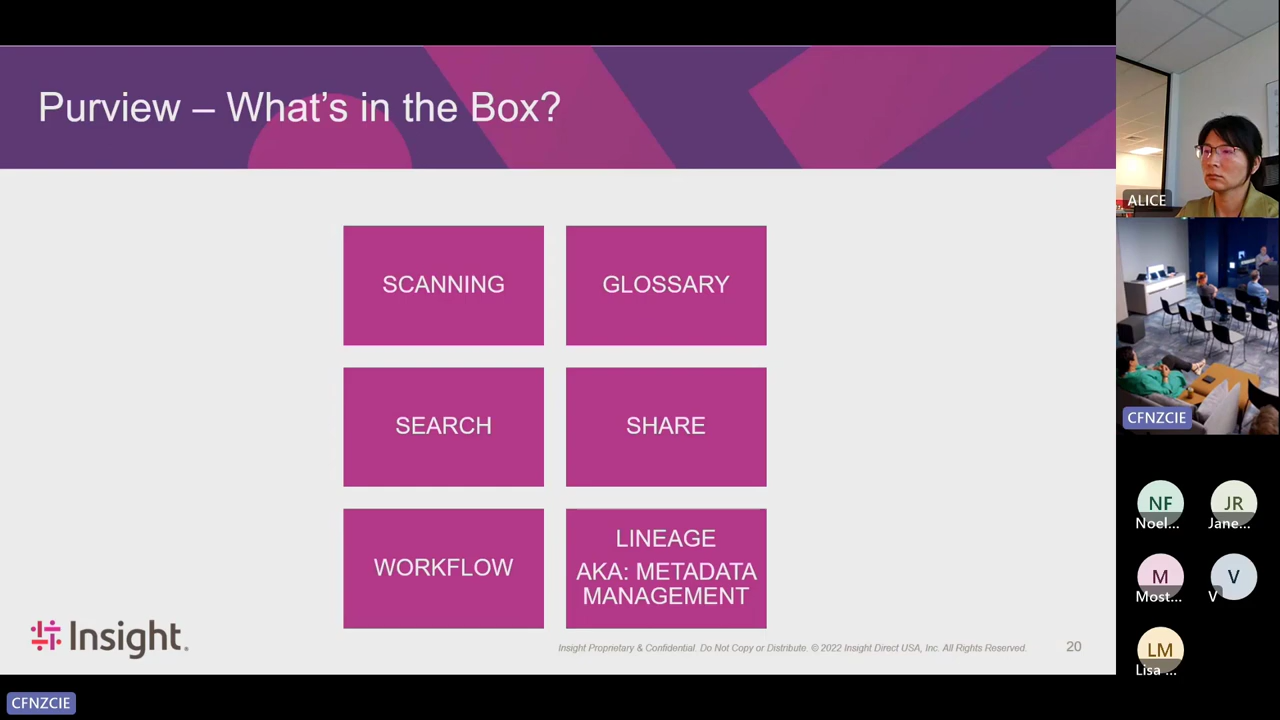 Purview – What's in the Box?
SCANNING
GLOSSARY
SEARCH
SHARE
WORKFLOW
LINEAGE
AKA: METADATA
MANAGEMENT
Insight.
Insight Proprietary & Confidential. Do Not Copy or Distribute. © 2022 Insight Direct USA, Inc. All Rights Reserved.
20
CFNZCIE
ALICE
CFNZCIE
NF
Noel...
JR
Jane...
M
Most...
V
V
LM
Lisa ...